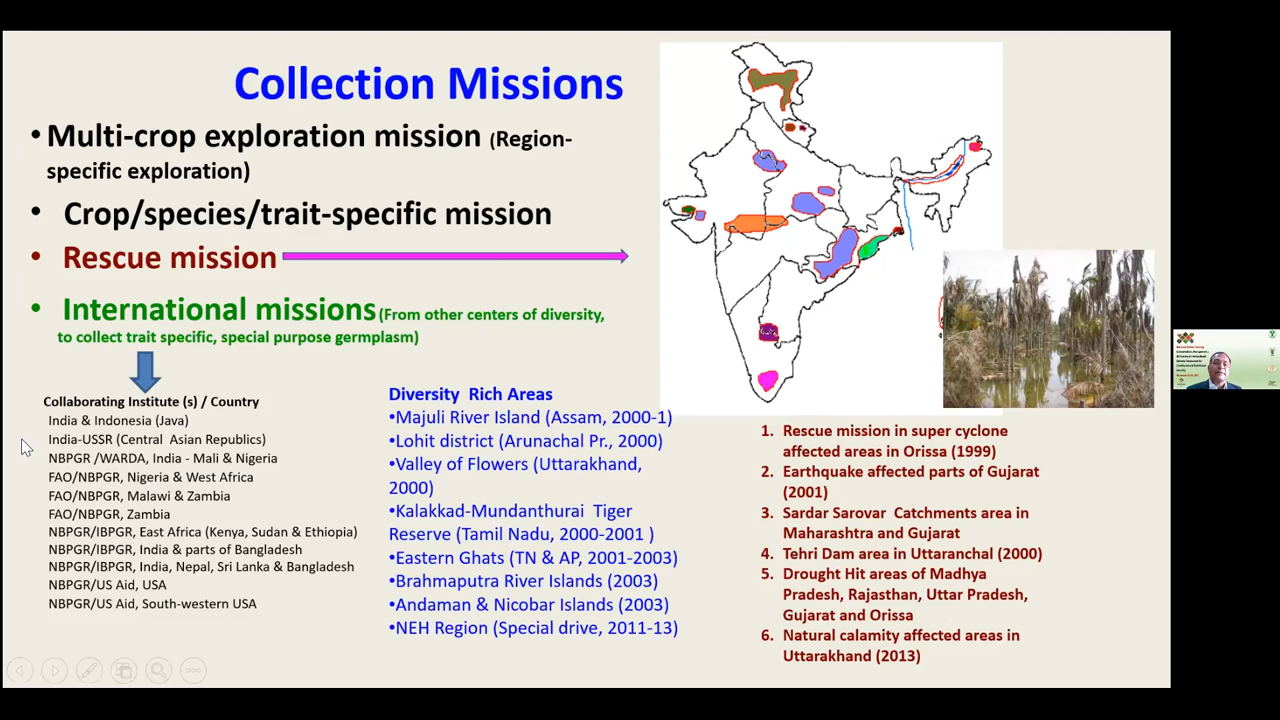 Collection Missions
• Multi-crop exploration mission (Region-
specific exploration)
• Crop/species/trait-specific mission
• Rescue mission
• International missions (From other centers of diversity,
to collect trait specific, special purpose germplasm)
Collaborating Institute (s) / Country
India & Indonesia (Java)
India-USSR (Central Asian Republics)
NBPGR /WARDA, India - Mali & Nigeria
FAO/NBPGR, Nigeria & West Africa
FAO/NBPGR, Malawi & Zambia
FAO/NBPGR, Zambia
NBPGR/IBPGR, East Africa (Kenya, Sudan & Ethiopia)
NBPGR/IBPGR, India & parts of Bangladesh
NBPGR/IBPGR, India, Nepal, Sri Lanka & Bangladesh
NBPGR/US Aid, USA
NBPGR/US Aid, South-western USA
Diversity Rich Areas
•Majuli River Island (Assam, 2000-1)
•Lohit district (Arunachal Pr., 2000)
•Valley of Flowers (Uttarakhand,
2000)
•Kalakkad-Mundanthurai Tiger
Reserve (Tamil Nadu, 2000-2001 )
•Eastern Ghats (TN & AP, 2001-2003)
•Brahmaputra River Islands (2003)
•Andaman & Nicobar Islands (2003)
•NEH Region (Special drive, 2011-13)
1. Rescue mission in super cyclone
affected areas in Orissa (1999)
2. Earthquake affected parts of Gujarat
(2001)
3. Sardar Sarovar Catchments area in
Maharashtra and Gujarat
4. Tehri Dam area in Uttaranchal (2000)
5. Drought Hit areas of Madhya
Pradesh, Rajasthan, Uttar Pradesh,
Gujarat and Orissa
6. Natural calamity affected areas in
Uttarakhand (2013)